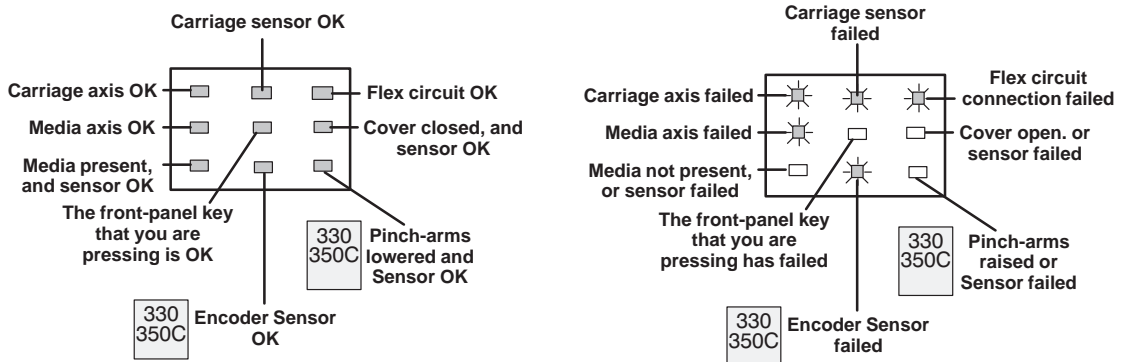 Carriage sensor OK
Carriage axis OK
Flex circuit OK
Media axis OK
Cover closed, and
sensor OK
Media present,
and sensor OK
The front-panel key
that you are
pressing is OK
330
350C
Pinch-arms
lowered and
Sensor OK
330
350C
Encoder Sensor
OK
Carriage sensor
failed
Carriage axis failed
Flex circuit
connection failed
Media axis failed
Cover open. or
sensor failed
Media not present,
or sensor failed
The front-panel key
that you are
pressing has failed
330
350C
Pinch-arms
raised or
Sensor failed
330
350C
Encoder Sensor
failed